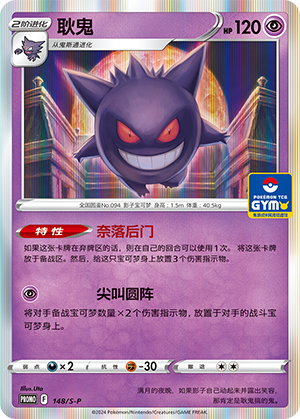 2阶进化
耿鬼
HP 120
从鬼斯通进化
全国图鉴No.094 影子宝可梦 身高:1.5m 体重:40.5kg
POKÉMON TCG
GYM
特性 奈落后门
如果这张卡牌在弃牌区的话,则在自己的回合可以使用1次。将这张卡牌
放于备战区。然后,给这只宝可梦身上放置3个伤害指示物。
尖叫圆阵
将对手备战宝可梦数量×2个伤害指示物,放置于对手的战斗宝
可梦身上。
弱点 ×2 抵抗力 -30 撤退
Illus. Uta
PROMO F 148/S-P
满月的夜晚,如果影子自己动起来并露出笑容,
那肯定是耿鬼搞的鬼。
©2024 Pokémon/Nintendo/Creatures/GAME FREAK.